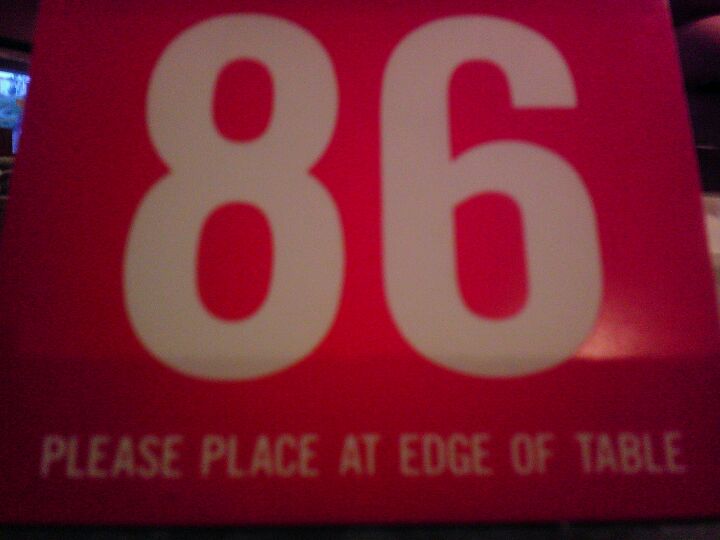 86
PLEASE PLACE AT EDGE OF TABLE